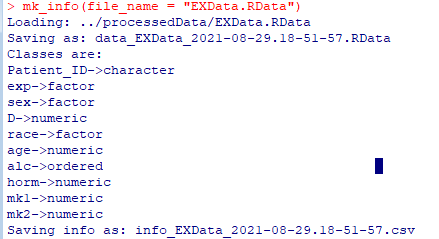 > mk_info(file_name = "EXData.RData")
Loading: ../processedData/EXData.RData
Saving as: data_EXData_2021-08-29.18-51-57.RData
Classes are:
Patient_ID->character
exp->factor
sex->factor
D->numeric
race->factor
age->numeric
alc->ordered
horm->numeric
mk1->numeric
mk2->numeric
Saving info as: info_EXData_2021-08-29.18-51-57.csv